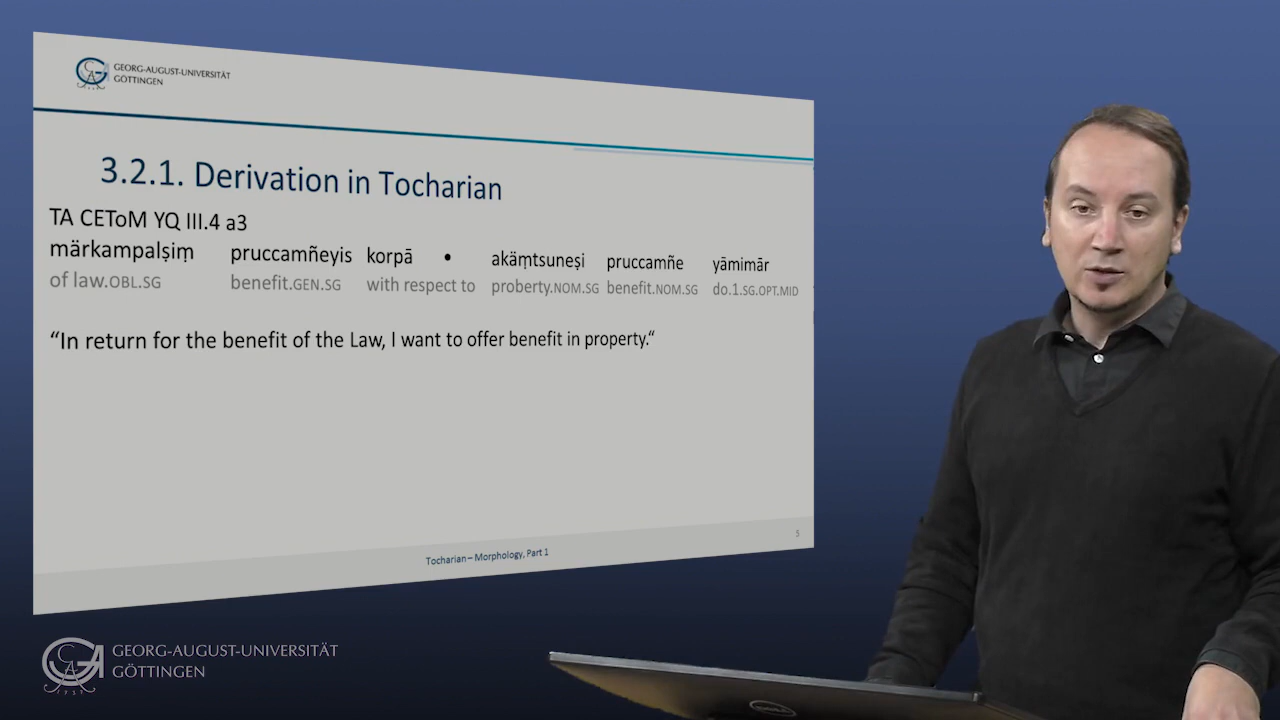 GEORG-AUGUST-UNIVERSITÄT
GÖTTINGEN
3.2.1. Derivation in Tocharian
TA CEToM YQ III.4 a3
märkampalṣiṃ pruccamñeyis korpā • akäṃtsuneṣi pruccamñe yāmimār
of law.OBL.SG benefit.GEN.SG with respect to proberty.NOM.SG benefit.NOM.SG do.1.SG.OPT.MID
“In return for the benefit of the Law, I want to offer benefit in property.“
Tocharian – Morphology, Part 1
5
GEORG-AUGUST-UNIVERSITÄT
GÖTTINGEN